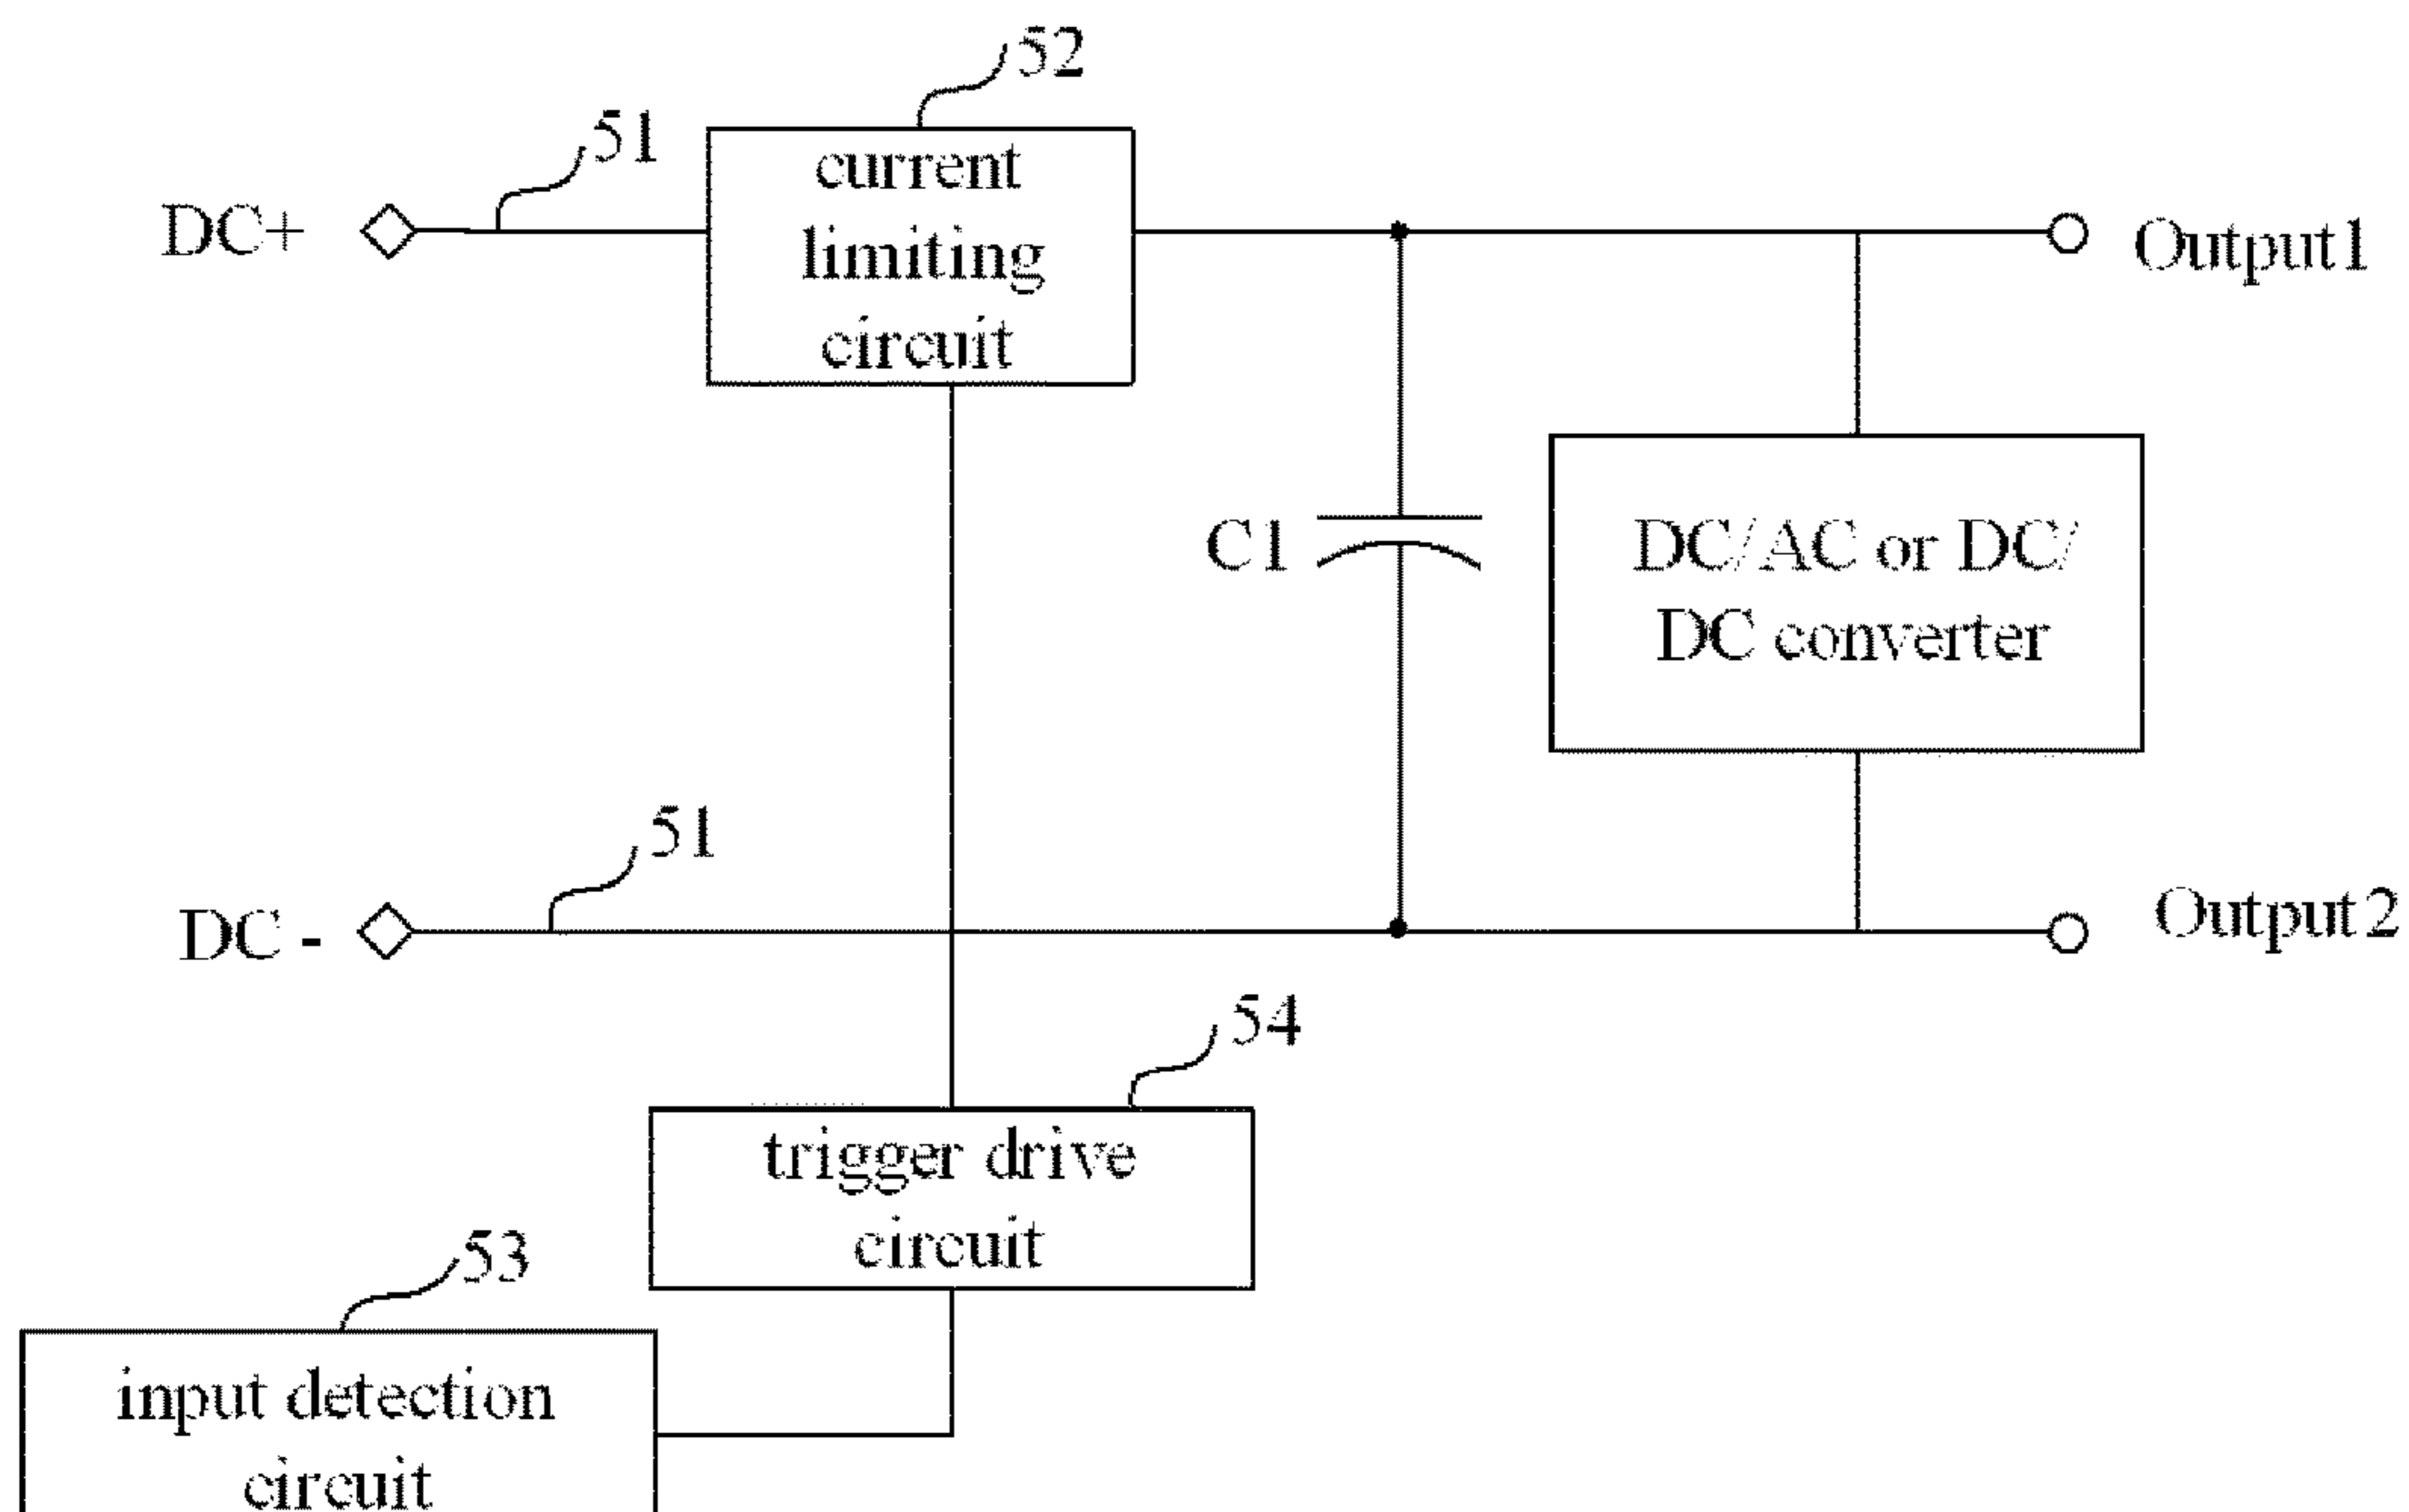 52
51
current
limiting
circuit
DC+
Output1
C1
DC/AC or DC/
DC converter
51
DC -
Output2
54
trigger drive
circuit
53
input detection
circuit